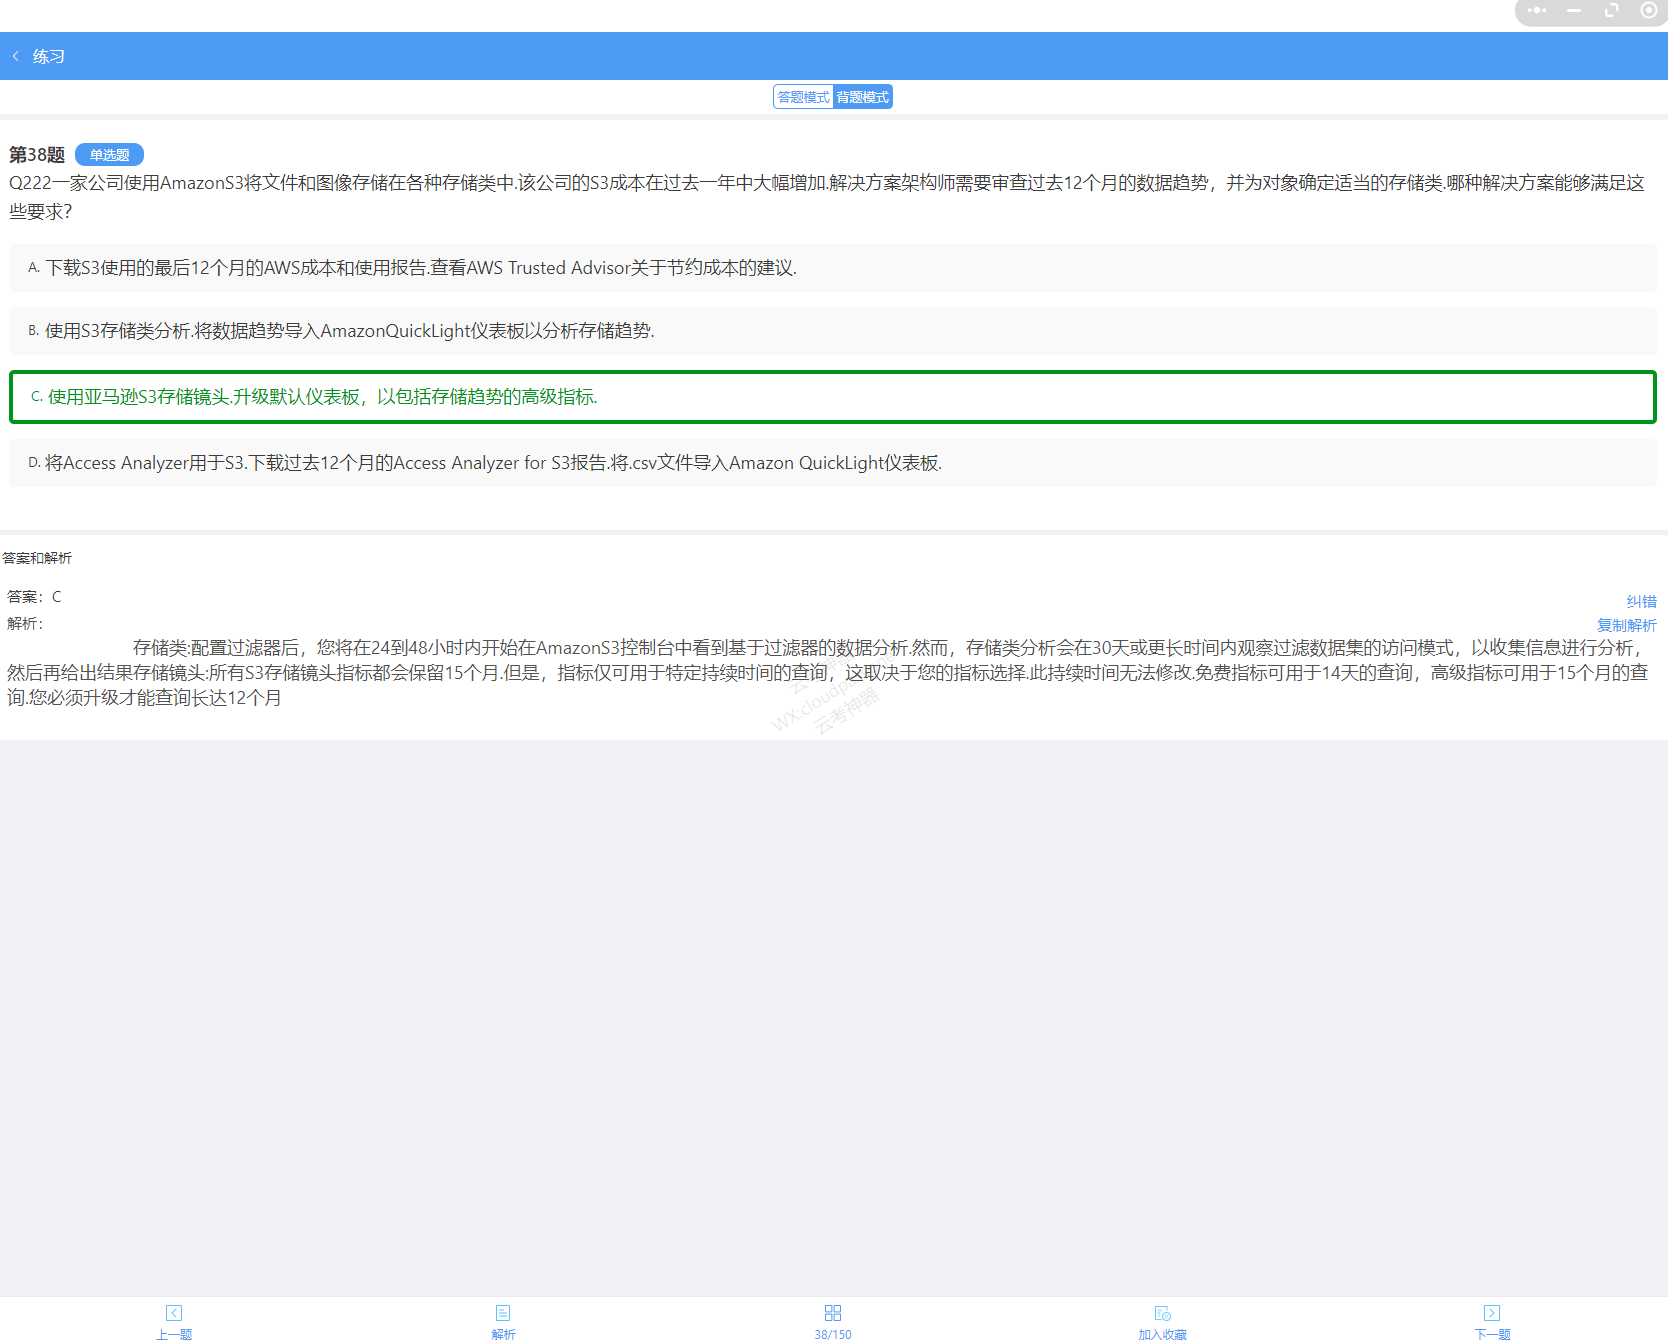 练习
答题模式 背题模式
第38题 单选题
Q222一家公司使用AmazonS3将文件和图像存储在各种存储类中.该公司的S3成本在过去一年中大幅增加.解决方案架构师需要审查过去12个月的数据趋势，并为对象确定适当的存储类.哪种解决方案能够满足这
些要求?
A. 下载S3使用的最后12个月的AWS成本和使用报告.查看AWS Trusted Advisor关于节约成本的建议.
B. 使用S3存储类分析.将数据趋势导入AmazonQuickLight仪表板以分析存储趋势.
C. 使用亚马逊S3存储镜头.升级默认仪表板，以包括存储趋势的高级指标.
D. 将Access Analyzer用于S3.下载过去12个月的Access Analyzer for S3报告.将.csv文件导入Amazon QuickLight仪表板.
答案和解析
答案：C
纠错
解析：
复制解析
存储类:配置过滤器后，您将在24到48小时内开始在AmazonS3控制台中看到基于过滤器的数据分析.然而，存储类分析会在30天或更长时间内观察过滤数据集的访问模式，以收集信息进行分析，
然后再给出结果存储镜头:所有S3存储镜头指标都会保留15个月.但是，指标仅可用于特定持续时间的查询，这取决于您的指标选择.此持续时间无法修改.免费指标可用于14天的查询，高级指标可用于15个月的查
询.您必须升级才能查询长达12个月
云考神器
上一题
解析
38/150
加入收藏
下一题